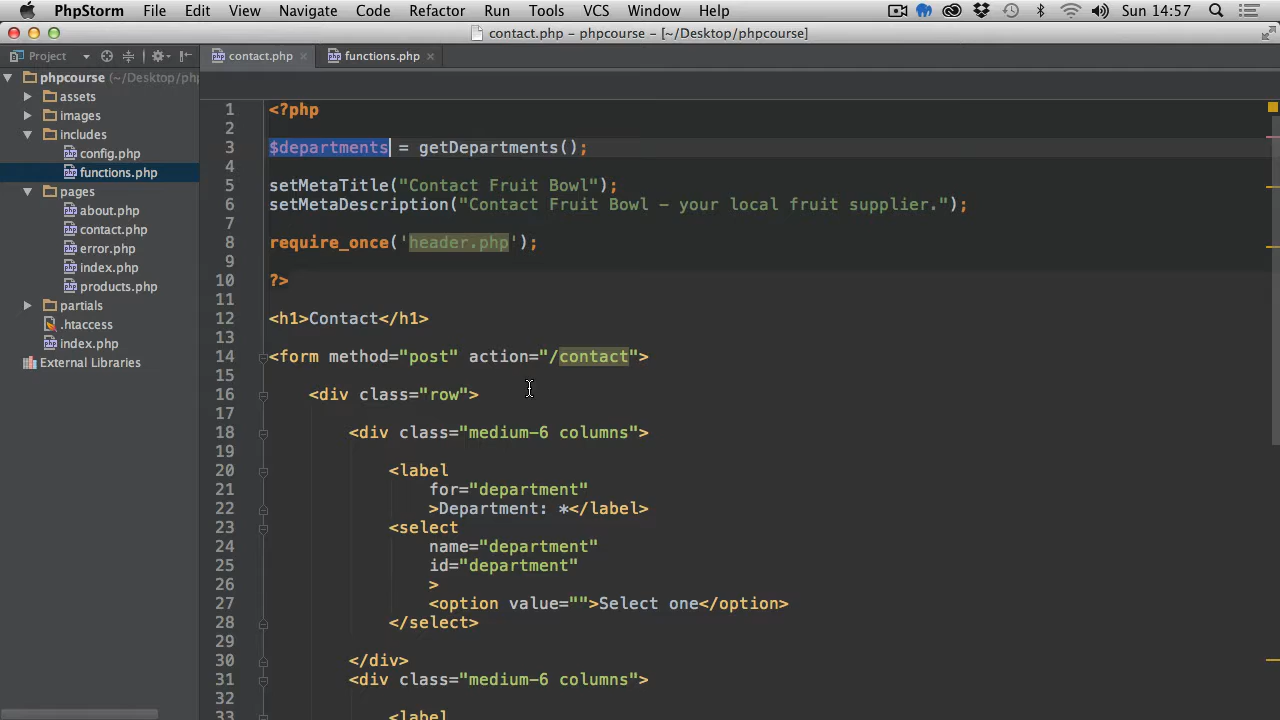 PhpStorm File Edit View Navigate Code Refactor Run Tools VCS Window Help Sun 14:57
contact.php - phpcourse - [~/Desktop/phpcourse]
Project contact.php functions.php
phpcourse (~/Desktop/php
assets
images
includes
config.php
functions.php
pages
about.php
contact.php
error.php
index.php
products.php
partials
.htaccess
index.php
External Libraries
1 <?php
2
3 $departments = getDepartments();
4
5 setMetaTitle("Contact Fruit Bowl");
6 setMetaDescription("Contact Fruit Bowl - your local fruit supplier.");
7
8 require_once('header.php');
9
10 ?>
11
12 <h1>Contact</h1>
13
14 <form method="post" action="/contact">
15
16 <div class="row">
17
18 <div class="medium-6 columns">
19
20 <label
21 for="department"
22 >Department: *</label>
23 <select
24 name="department"
25 id="department"
26 >
27 <option value="">Select one</option>
28 </select>
29
30 </div>
31 <div class="medium-6 columns">
32
33 <label